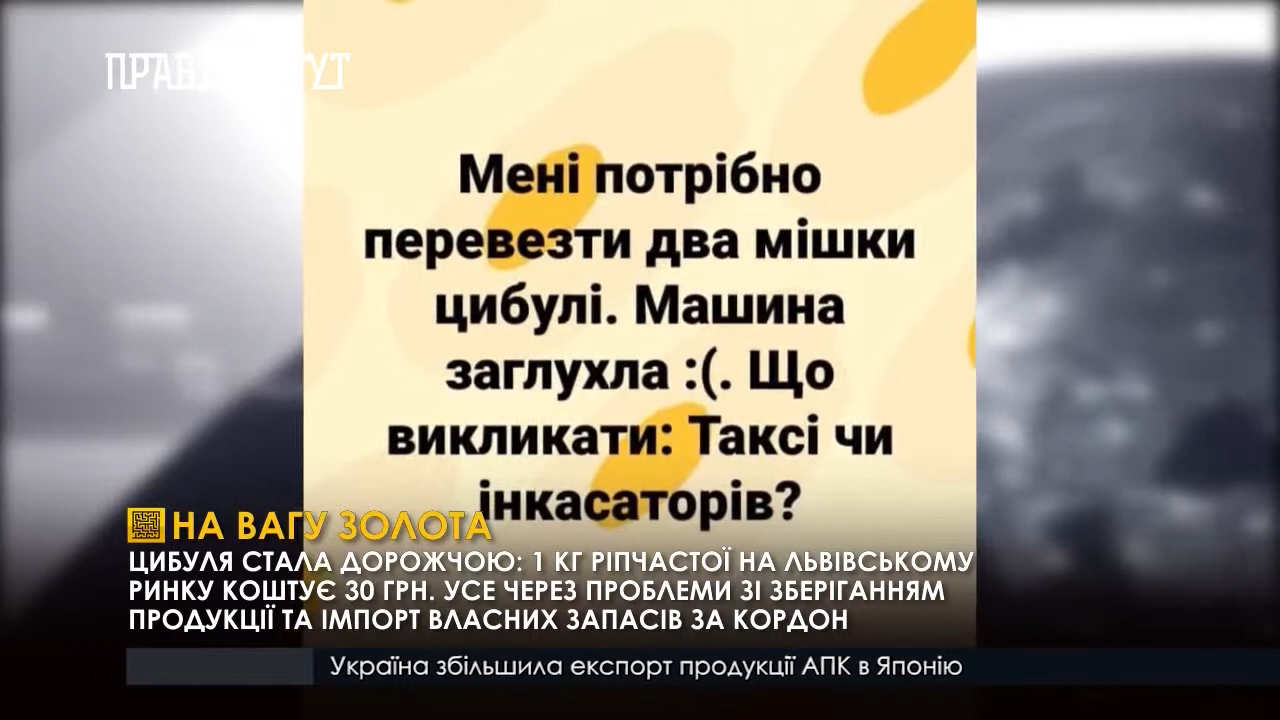 Мені потрібно
перевезти два мішки
цибулі. Машина
заглухла :(. Що
викликати: Таксі чи
інкасаторів?
НА ВАГУ ЗОЛОТА
ЦИБУЛЯ СТАЛА ДОРОЖЧОЮ: 1 КГ РІПЧАСТОЇ НА ЛЬВІВСЬКОМУ
РИНКУ КОШТУЄ 30 ГРН. УСЕ ЧЕРЕЗ ПРОБЛЕМИ ЗІ ЗБЕРІГАННЯМ
ПРОДУКЦІЇ ТА ІМПОРТ ВЛАСНИХ ЗАПАСІВ ЗА КОРДОН
Україна збільшила експорт продукції АПК в Японію